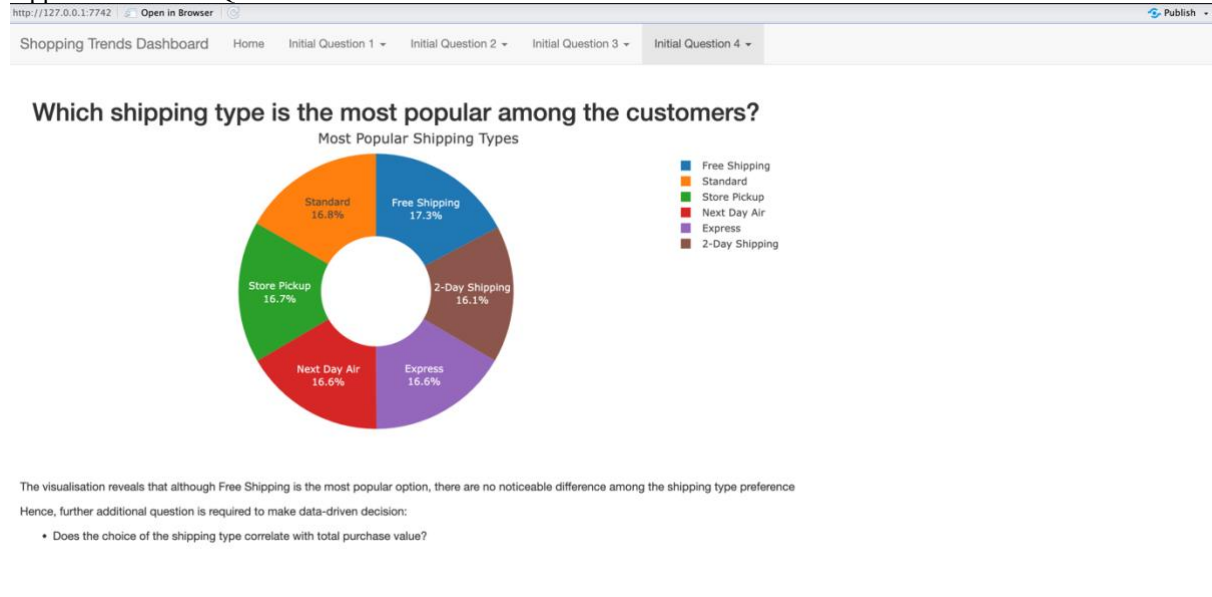 http://127.0.0.1:7742 Open in Browser Publish
Shopping Trends Dashboard Home Initial Question 1 Initial Question 2 Initial Question 3 Initial Question 4
Which shipping type is the most popular among the customers?
Most Popular Shipping Types
Standard
16.8%
Free Shipping
17.3%
Store Pickup
16.7%
2-Day Shipping
16.1%
Next Day Air
16.6%
Express
16.6%
Free Shipping
Standard
Store Pickup
Next Day Air
Express
2-Day Shipping
The visualisation reveals that although Free Shipping is the most popular option, there are no noticeable difference among the shipping type preference
Hence, further additional question is required to make data-driven decision:
• Does the choice of the shipping type correlate with total purchase value?